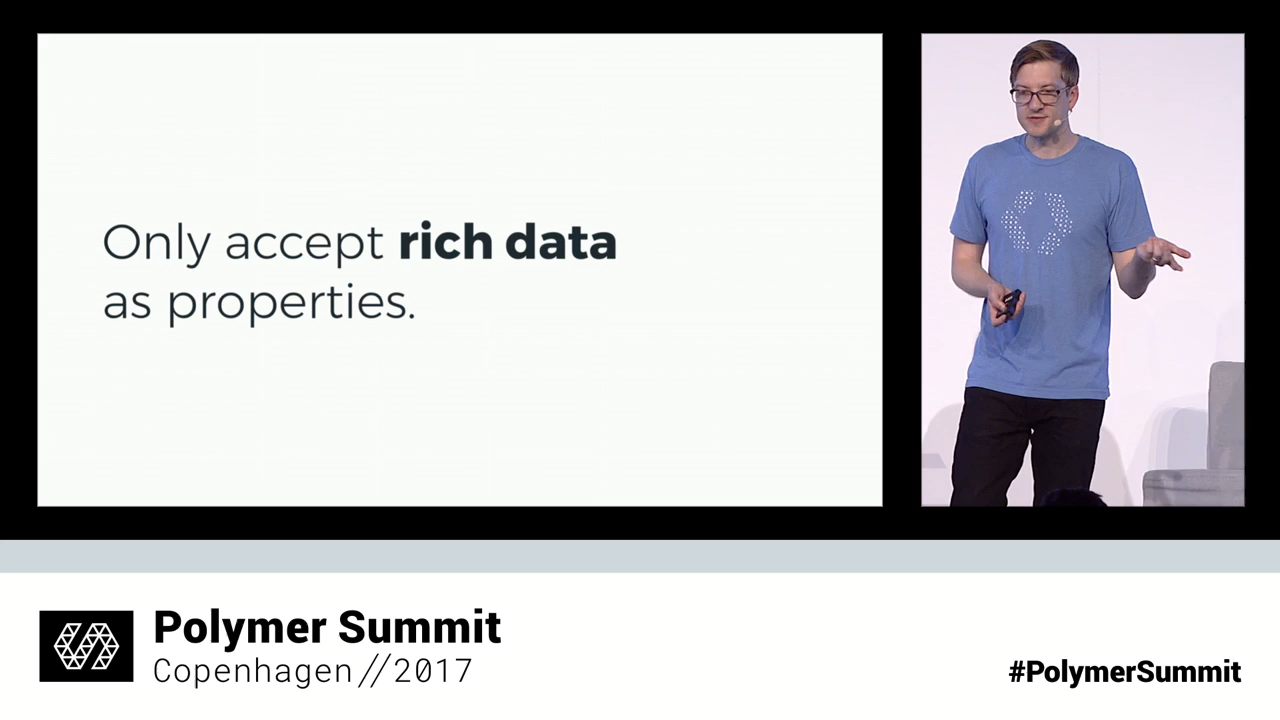 Only accept rich data
as properties.
Polymer Summit
Copenhagen//2017
#PolymerSummit